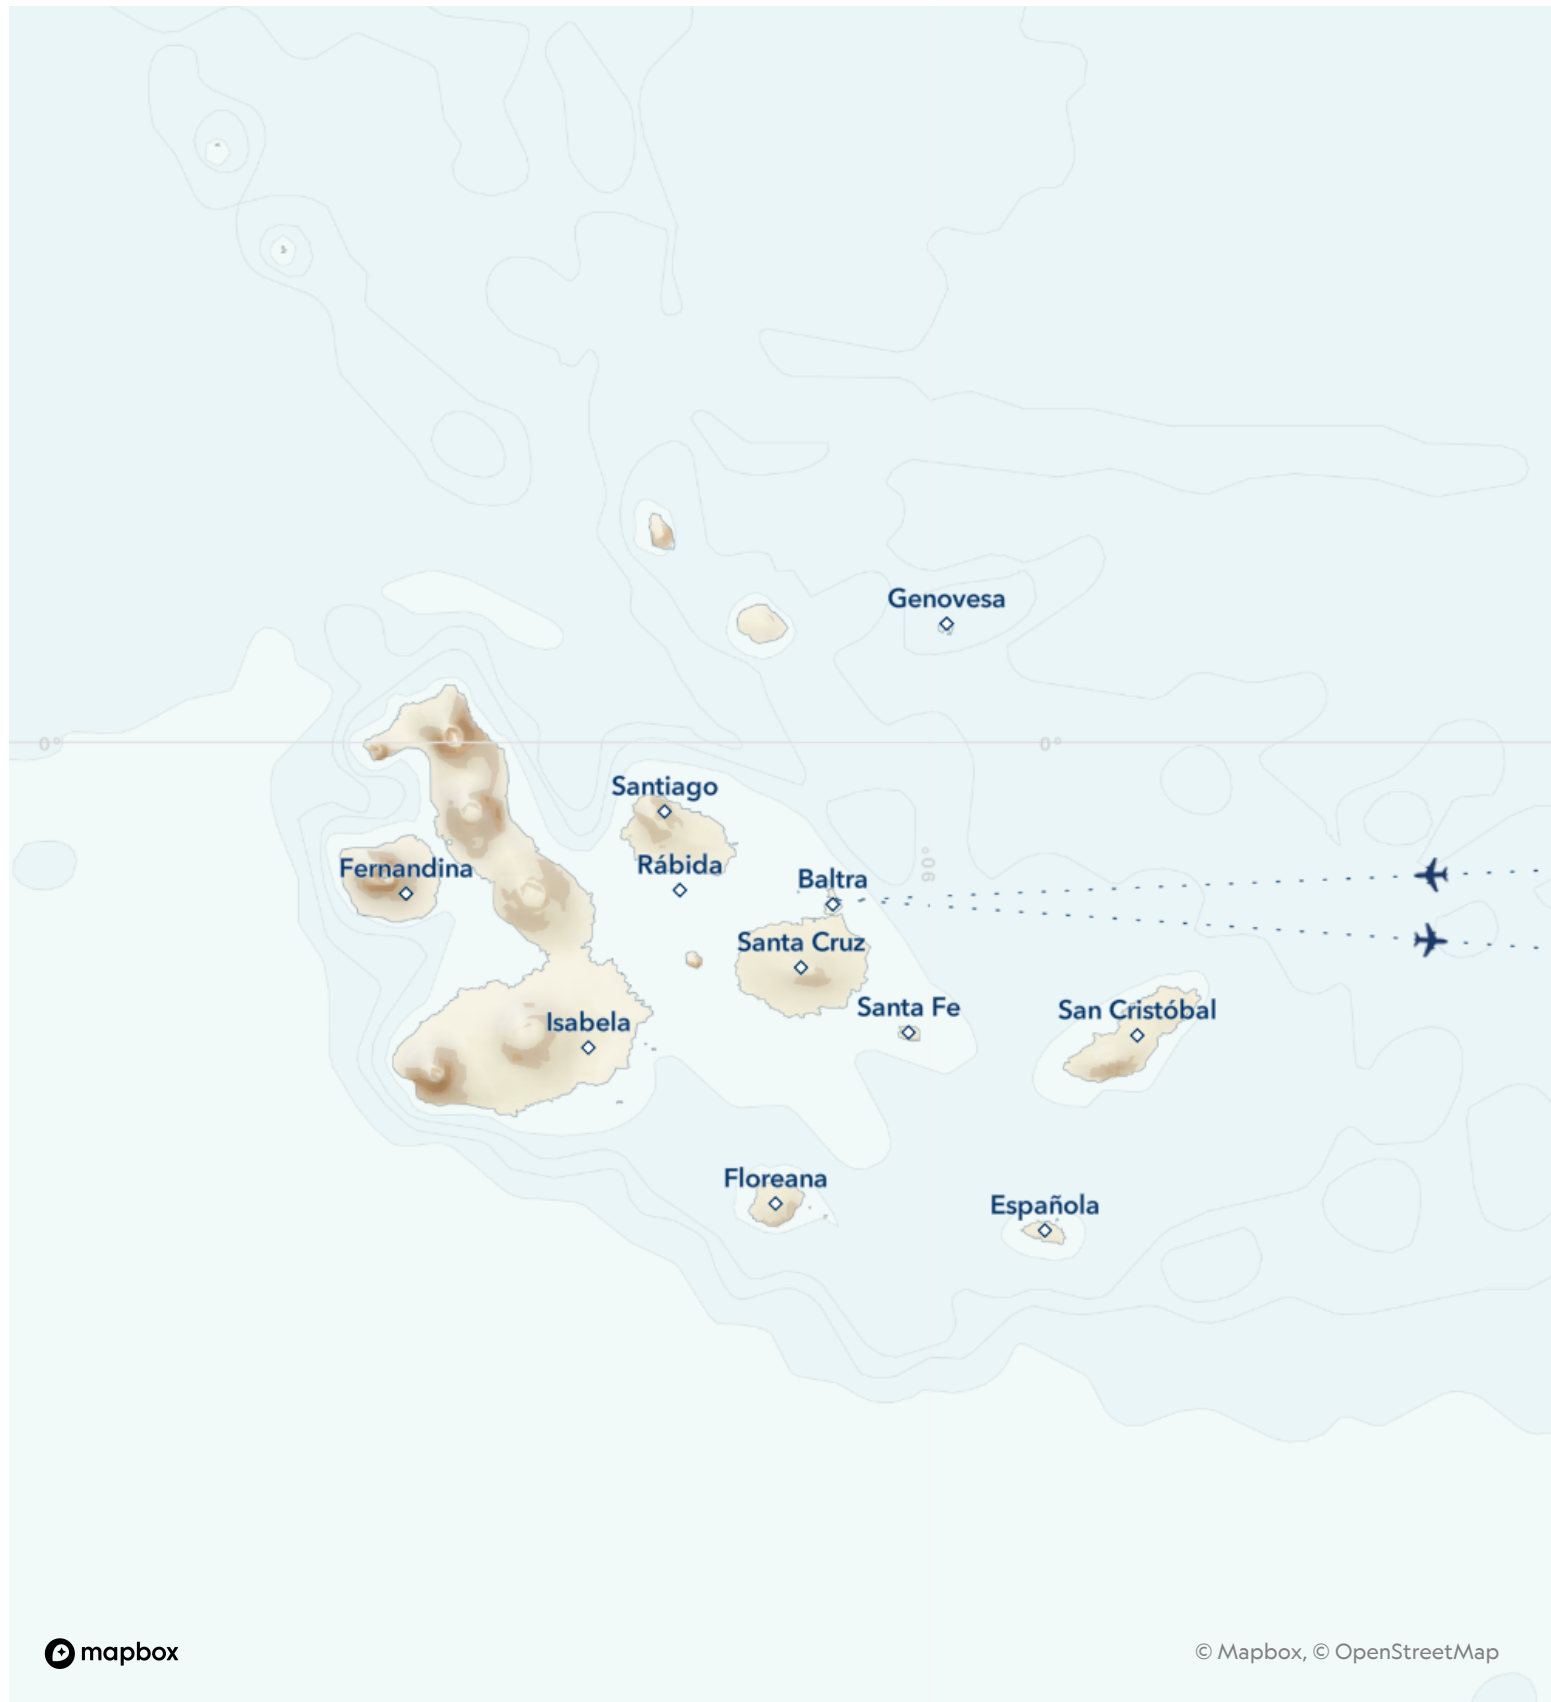 Genovesa
0°
0°
Santiago
Fernandina
Rábida
Baltra
90°
Santa Cruz
Santa Fe
San Cristóbal
Isabela
Floreana
Española
mapbox
© Mapbox, © OpenStreetMap